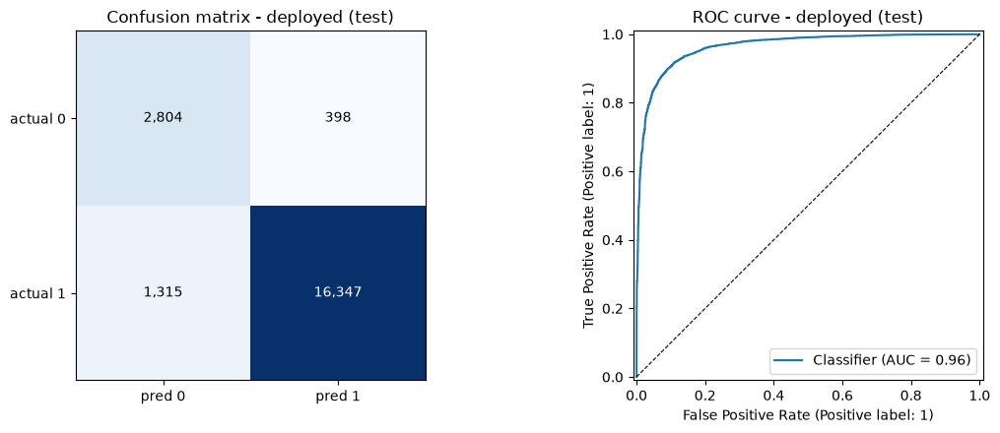 Confusion matrix - deployed (test)
actual 0
2,804
398
actual 1
1,315
16,347
pred 0
pred 1
ROC curve - deployed (test)
True Positive Rate (Positive label: 1)
1.0
0.8
0.6
0.4
0.2
0.0
0.0
0.2
0.4
0.6
0.8
1.0
Classifier (AUC = 0.96)
False Positive Rate (Positive label: 1)